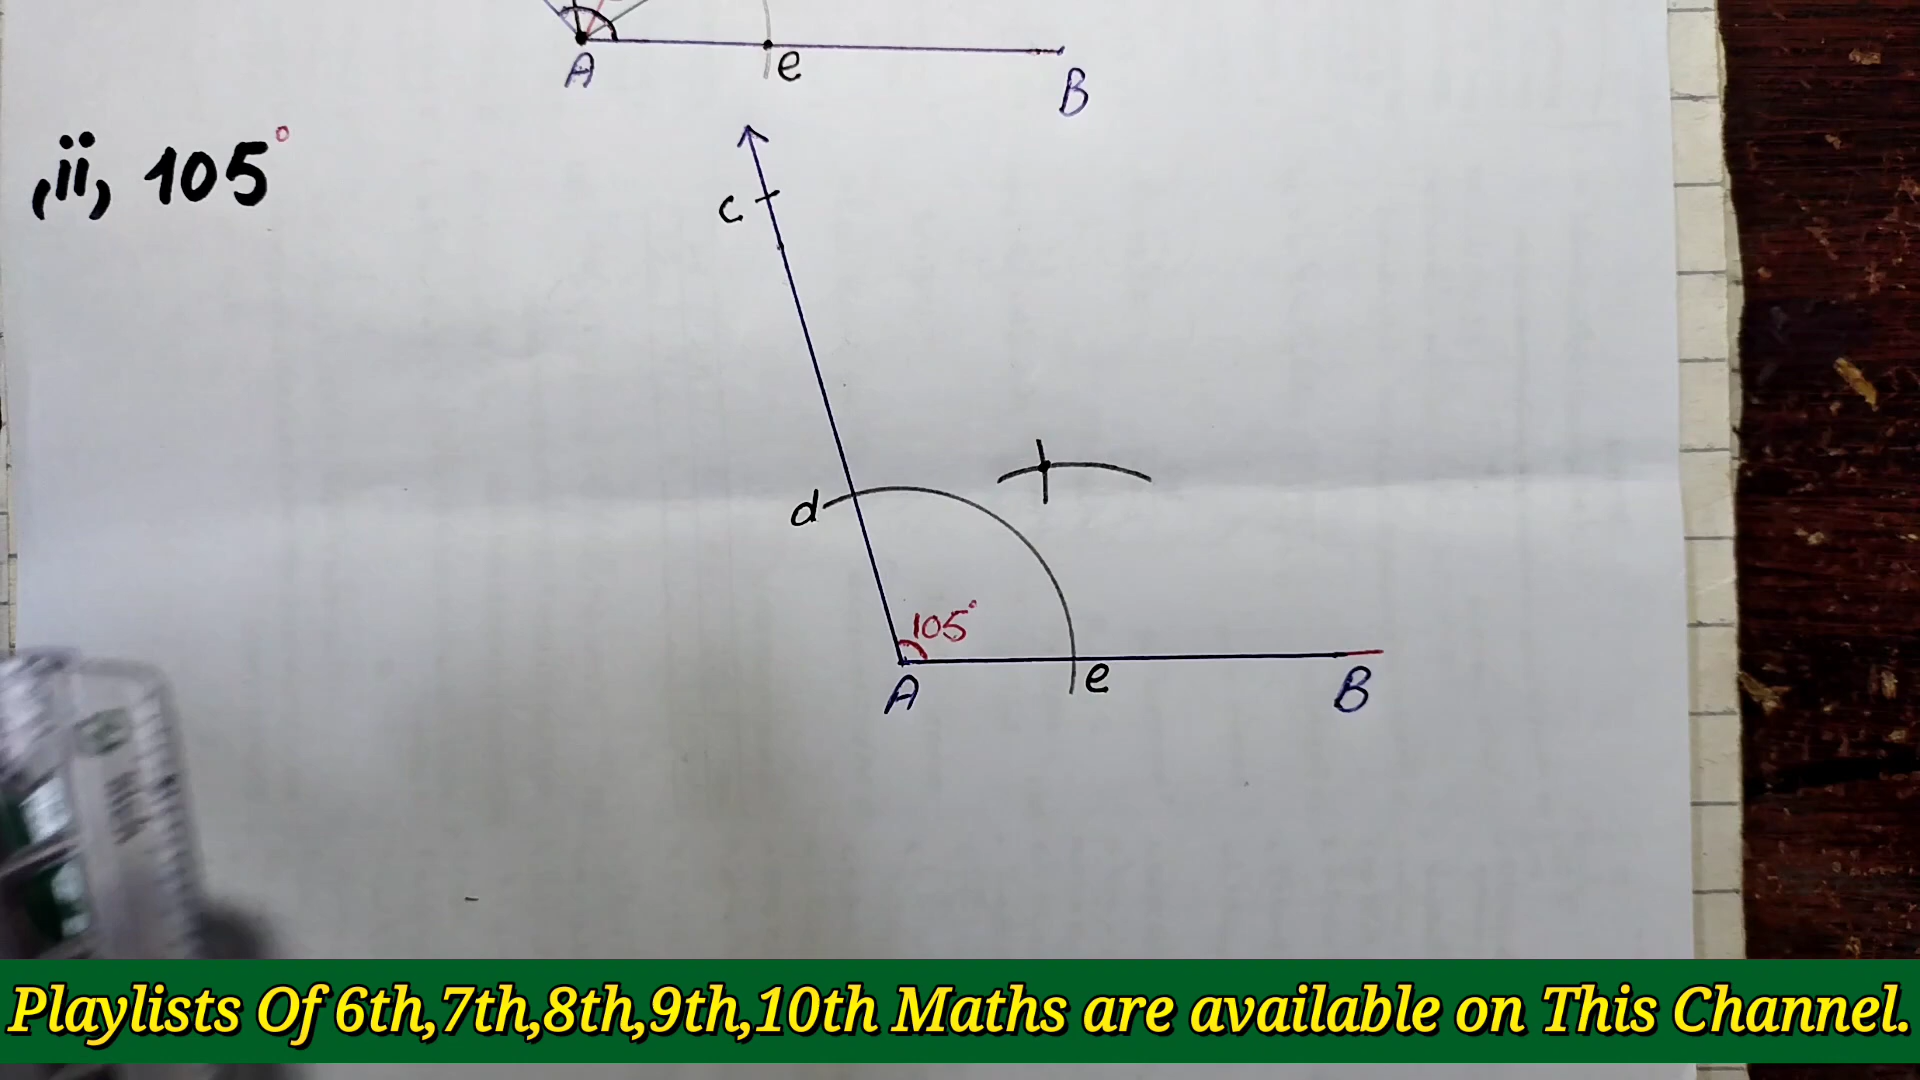 A e B
(ii) 105°
c
d
105°
A e B
Playlists Of 6th,7th,8th,9th,10th Maths are available on This Channel.